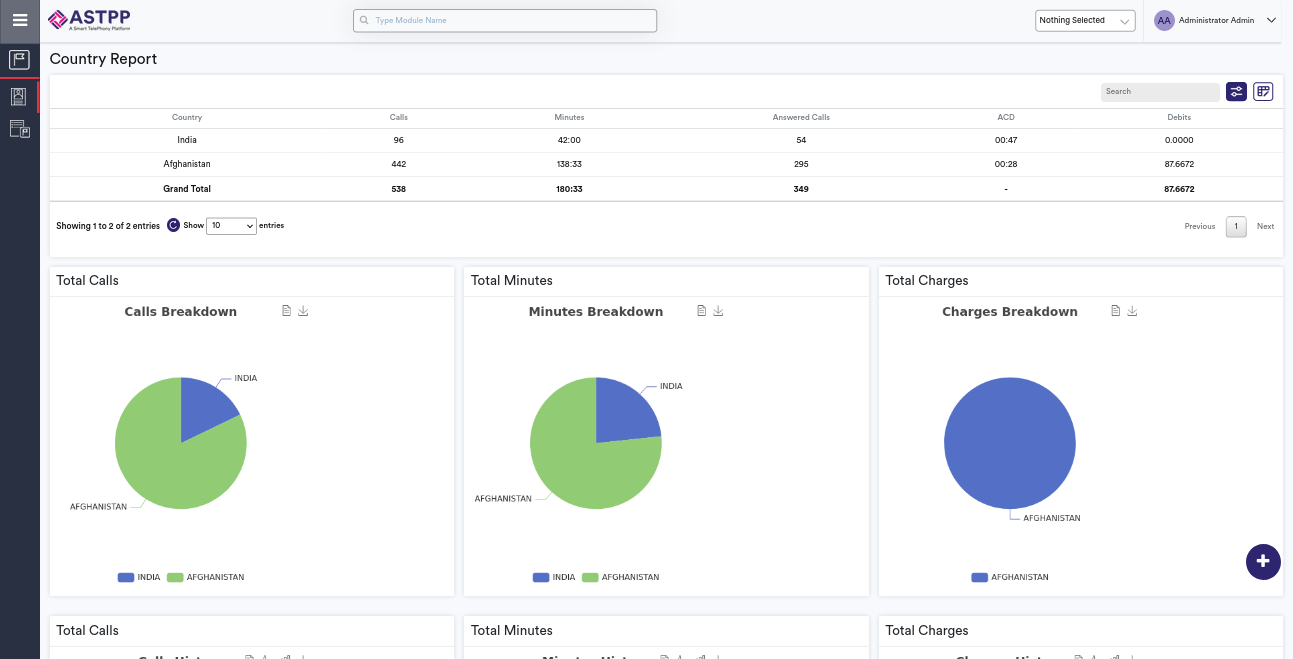 ASTPP
A Smart TelePhony Platform
Type Module Name
Nothing Selected
AA Administrator Admin
Country Report
Search
Country Calls Minutes Answered Calls ACD Debits
India 96 42:00 54 00:47 0.0000
Afghanistan 442 138:33 295 00:28 87.6672
Grand Total 538 180:33 349 - 87.6672
Showing 1 to 2 of 2 entries Show 10 entries Previous 1 Next
Total Calls
Calls Breakdown
INDIA
AFGHANISTAN
INDIA AFGHANISTAN
Total Minutes
Minutes Breakdown
INDIA
AFGHANISTAN
INDIA AFGHANISTAN
Total Charges
Charges Breakdown
AFGHANISTAN
AFGHANISTAN
Total Calls
Total Minutes
Total Charges